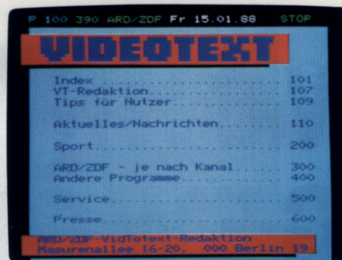 P 100 390 ARD/ZDF Fr 15.01.88 STOP
VIDEOTEXT
Index.................... 101
VT-Redaktion............. 107
Tips für Nutzer.......... 109
Aktuelles/Nachrichten.... 110
Sport.................... 200
ARD/ZDF - je nach Kanal.. 300
Andere Programme......... 400
Service.................. 500
Presse................... 600
ARD/ZDF-VidTotext-Redaktion
Masurenallee 16-20, 000 Berlin 19